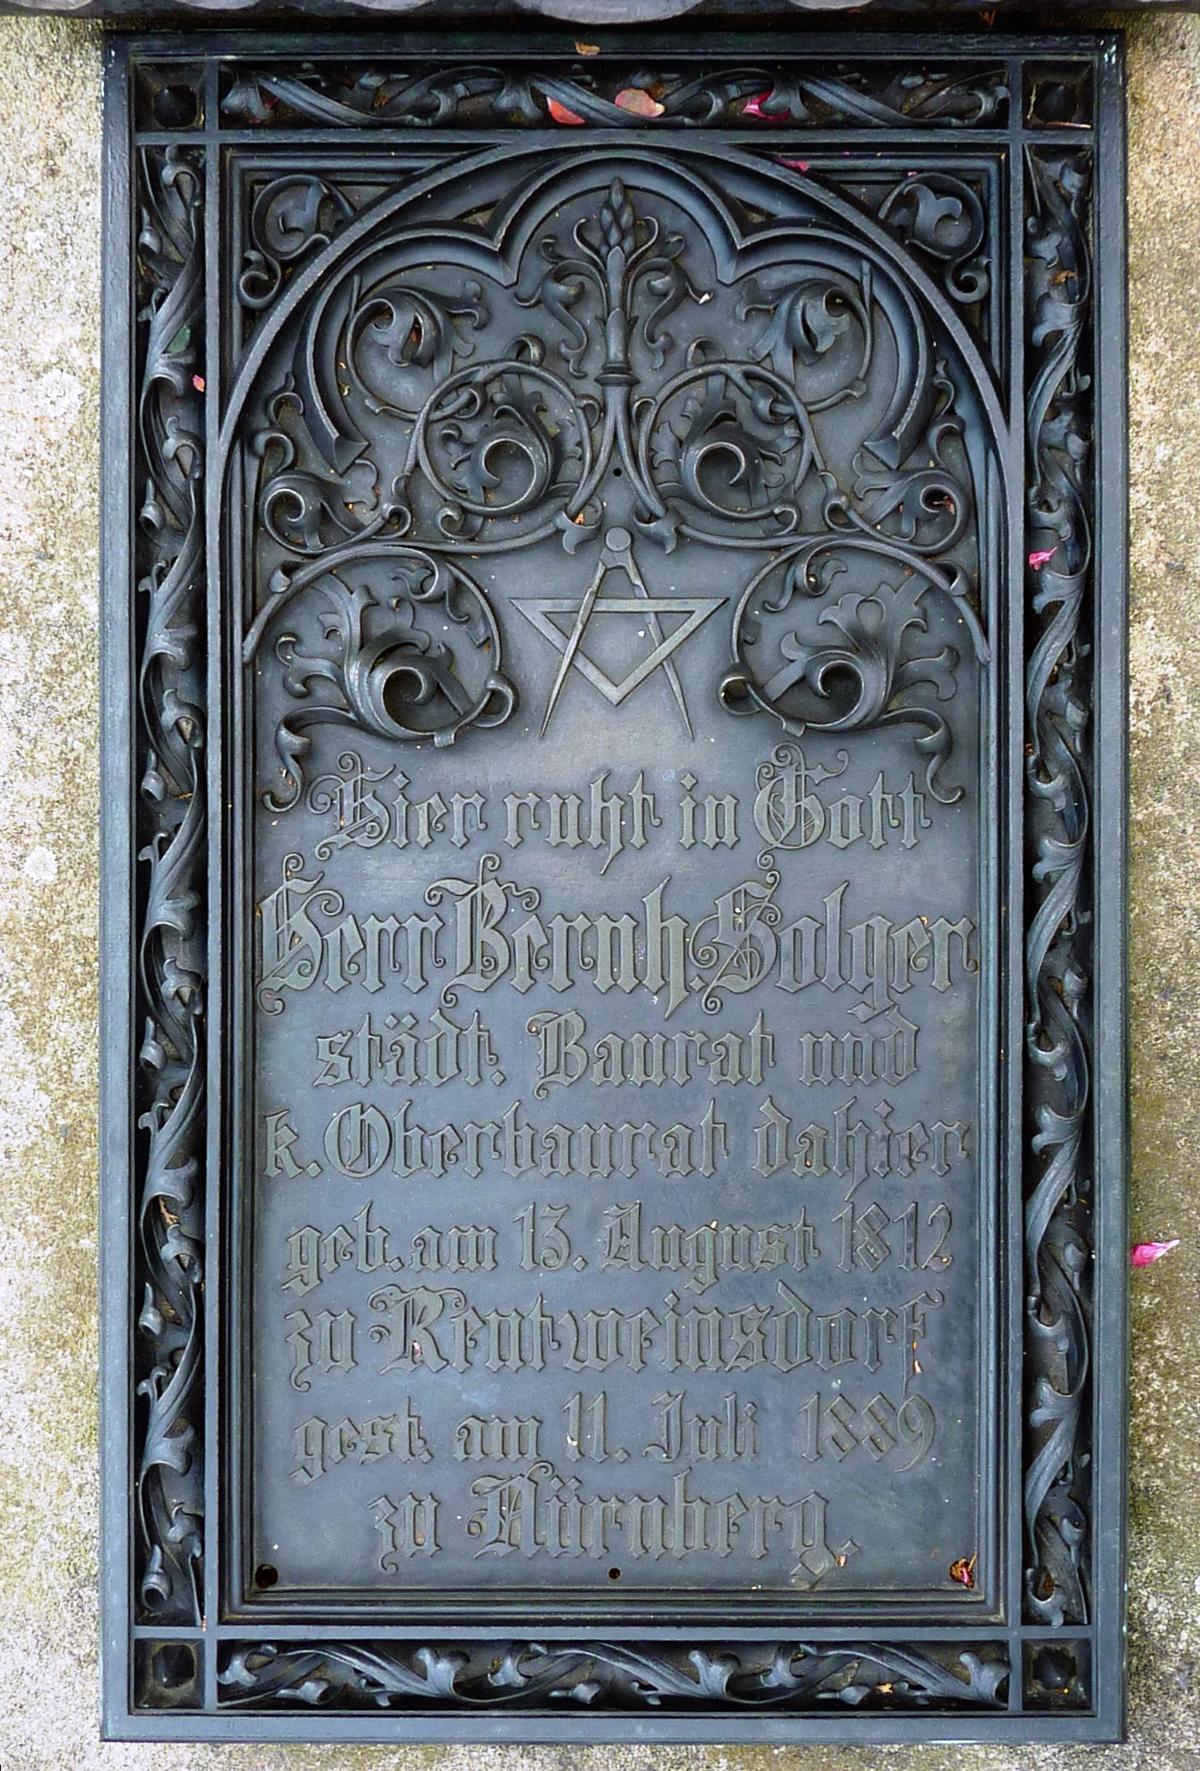 Hier ruht in Gott
Herr Bernh. Solger
städt. Baurat und
k. Oberbaurat dahier
geb. am 13. August 1812
zu Rentweinsdorf
gest. am 11. Juli 1889
zu Nürnberg.